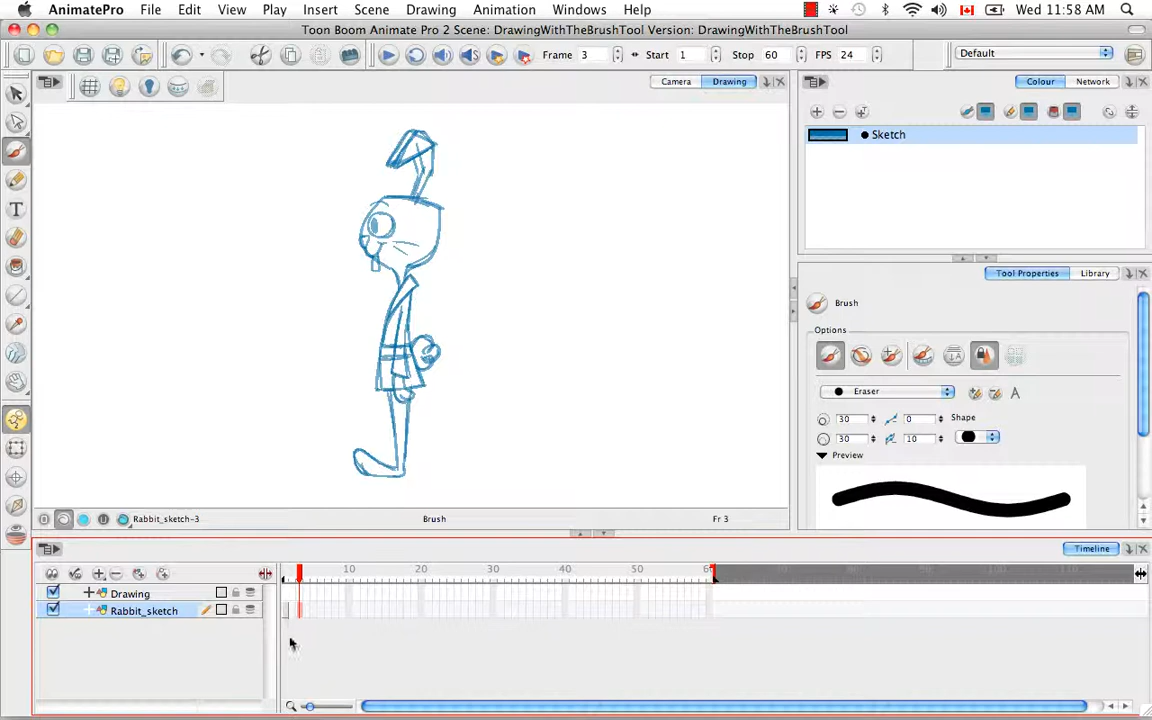 AnimatePro File Edit View Play Insert Scene Drawing Animation Windows Help Wed 11:58 AM
Toon Boom Animate Pro 2 Scene: DrawingWithTheBrushTool Version: DrawingWithTheBrushTool
Frame 3 Start 1 Stop 60 FPS 24 Default
Camera Drawing Colour Network
Sketch
T
Tool Properties Library
Brush
Options
A
Eraser A
30 0 Shape
30 10
Preview
Rabbit_sketch-3 Brush Fr 3
Timeline
10 20 30 40 50 60
Drawing
Rabbit_sketch